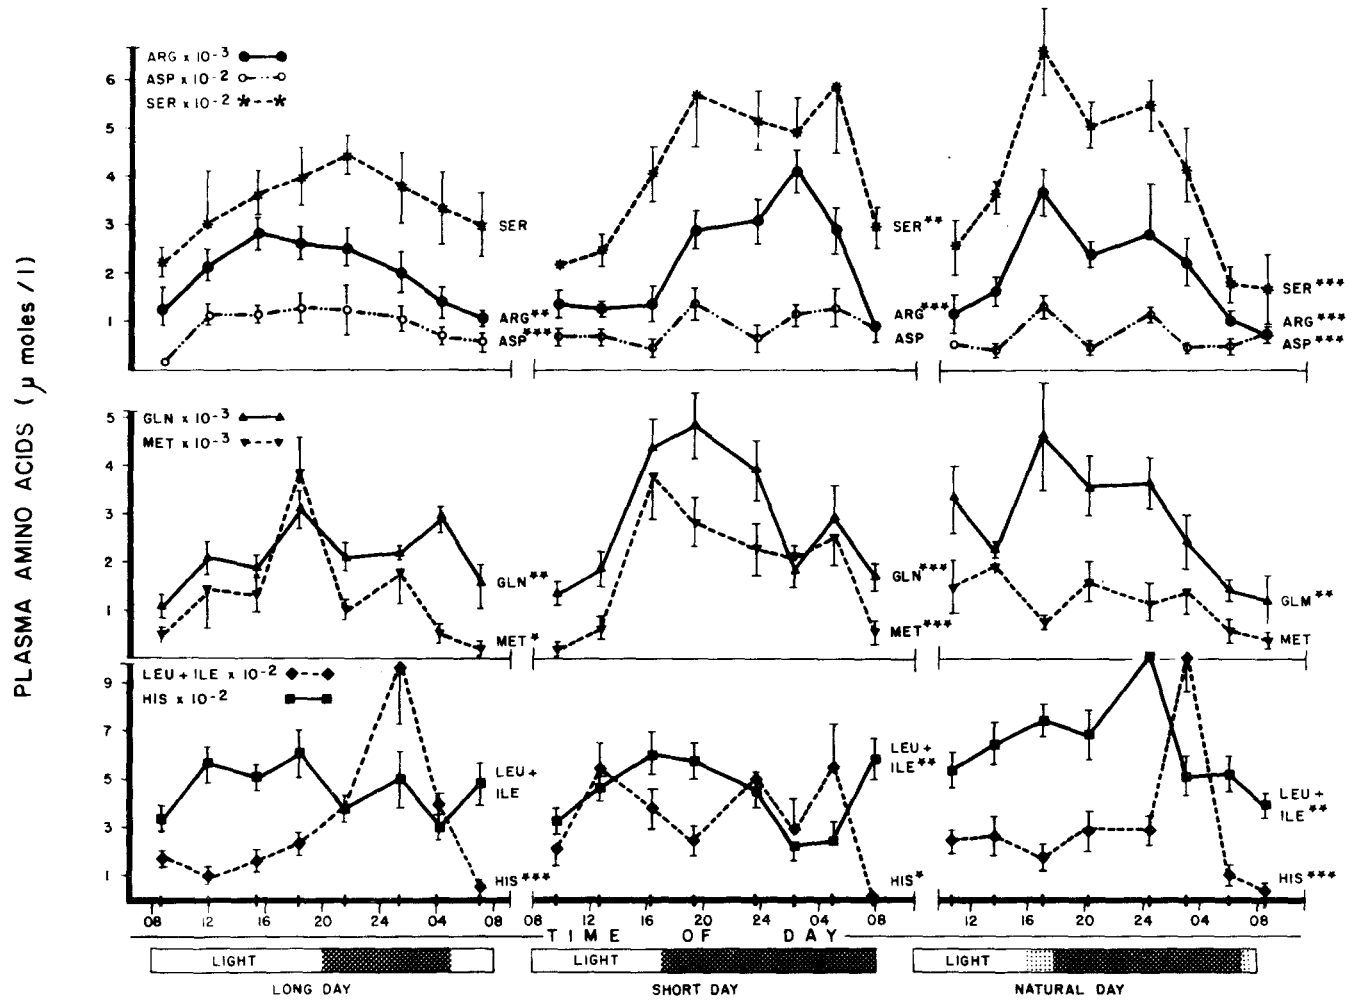 PLASMA AMINO ACIDS ( µ moles / l )
ARG x 10-3
ASP x 10-2
SER x 10-2
6
5
4
3
2
1
SER
ARG**
ASP***
SER**
ARG***
ASP
SER***
ARG***
ASP***
GLN x 10-3
MET x 10-3
5
4
3
2
1
GLN**
MET*
GLN***
MET***
GLM**
MET
LEU + ILE x 10-2
HIS x 10-2
9
7
5
3
1
LEU +
ILE
HIS***
LEU +
ILE**
HIS*
LEU +
ILE**
HIS***
08 12 16 20 24 04 08 12 16 20 24 04 08 12 16 20 24 04 08
TIME OF DAY
LIGHT LIGHT LIGHT
LONG DAY SHORT DAY NATURAL DAY